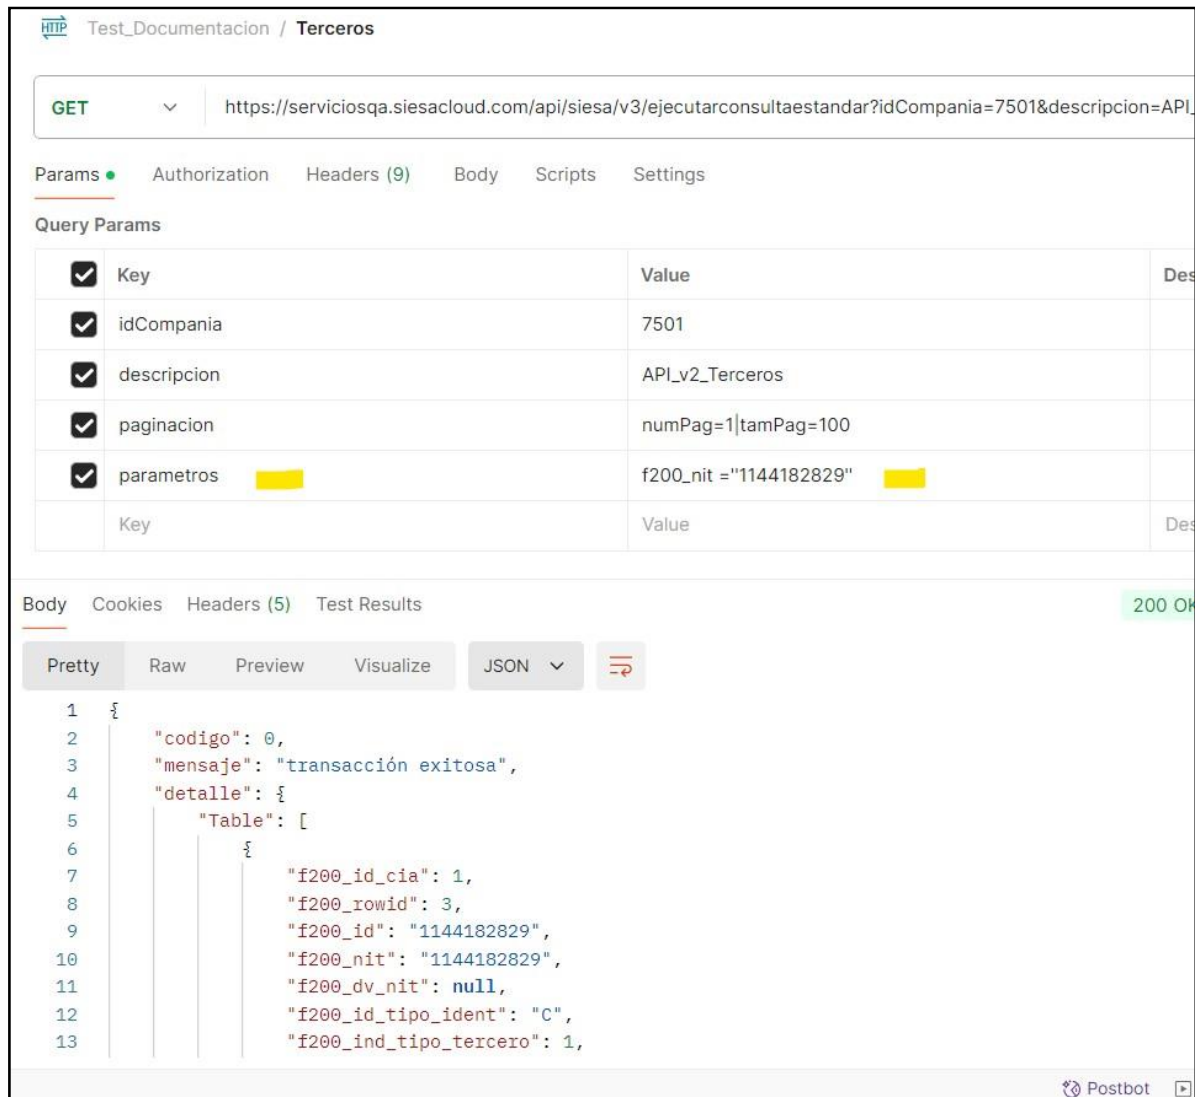 HTTP Test_Documentacion / Terceros
GET https://serviciosqa.siesacloud.com/api/siesa/v3/ejecutarconsultaestandar?idCompania=7501&descripcion=API_
Params Authorization Headers (9) Body Scripts Settings
Query Params
Key Value Des
idCompania 7501
descripcion API_v2_Terceros
paginacion numPag=1|tamPag=100
parametros f200_nit ="1144182829"
Key Value Des
Body Cookies Headers (5) Test Results 200 OK
Pretty Raw Preview Visualize JSON
1 {
2 "codigo": 0,
3 "mensaje": "transacción exitosa",
4 "detalle": {
5 "Table": [
6 {
7 "f200_id_cia": 1,
8 "f200_rowid": 3,
9 "f200_id": "1144182829",
10 "f200_nit": "1144182829",
11 "f200_dv_nit": null,
12 "f200_id_tipo_ident": "C",
13 "f200_ind_tipo_tercero": 1,
Postbot